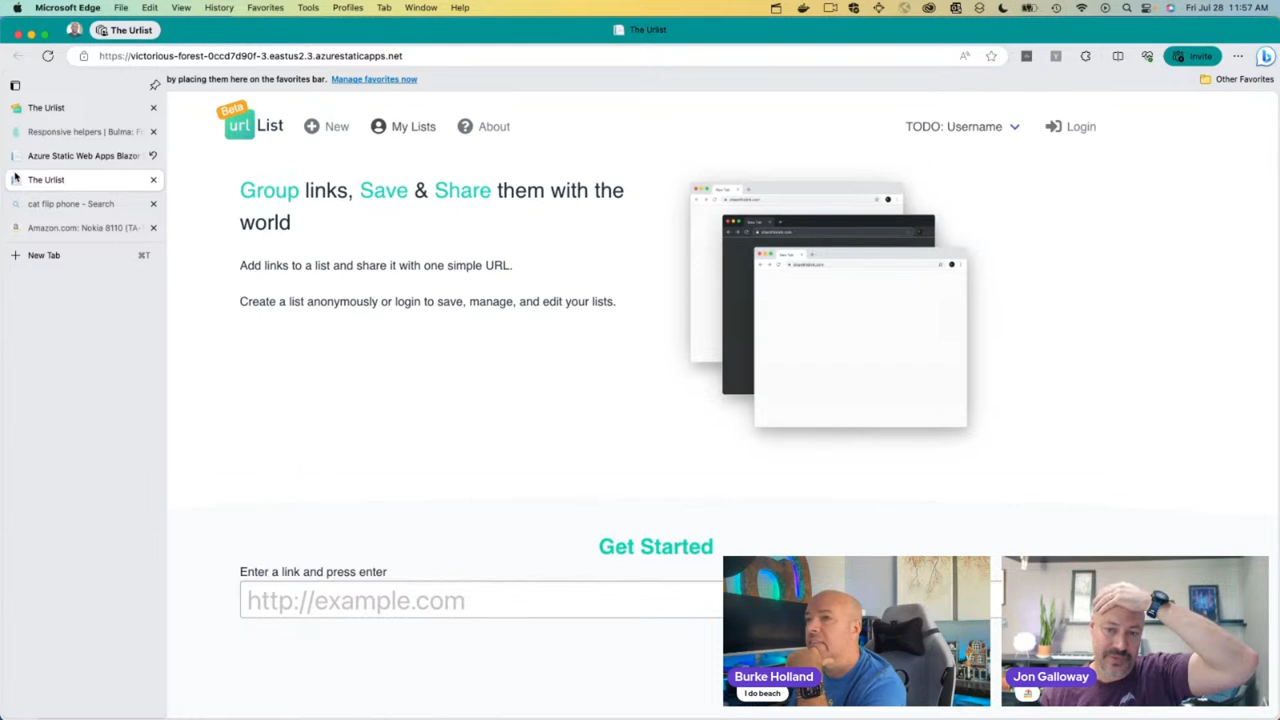 Microsoft Edge File Edit View History Favorites Tools Profiles Tab Window Help Fri Jul 28 11:57 AM
The Urlist
The Urlist
https://victorious-forest-0ccd7d90f-3.eastus2.3.azurestaticapps.net
Invite
by placing them here on the favorites bar. Manage favorites now
Other Favorites
The Urlist
Responsive helpers | Bulma: F
Azure Static Web Apps Blazor
The Urlist
cat flip phone - Search
Amazon.com: Nokia 8110 (TA-
New Tab ⌘T
Beta
url List
New
My Lists
About
TODO: Username
Login
Group links, Save & Share them with the
world
Add links to a list and share it with one simple URL.
Create a list anonymously or login to save, manage, and edit your lists.
New Tab
New Tab
New Tab
Get Started
Enter a link and press enter
http://example.com
Burke Holland
I do beach
Jon Galloway